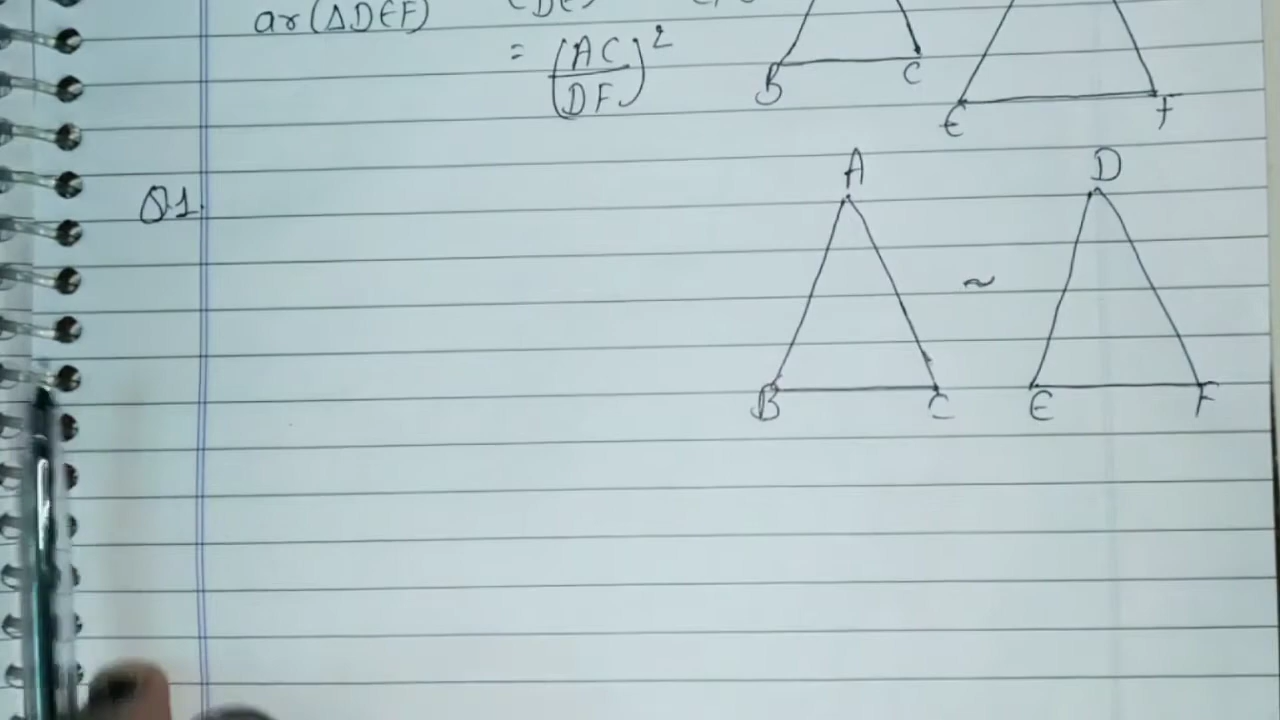 ar(ΔDEF)
= (AC/DF)²
B C
E F
Q1.
A D
~
B C E F